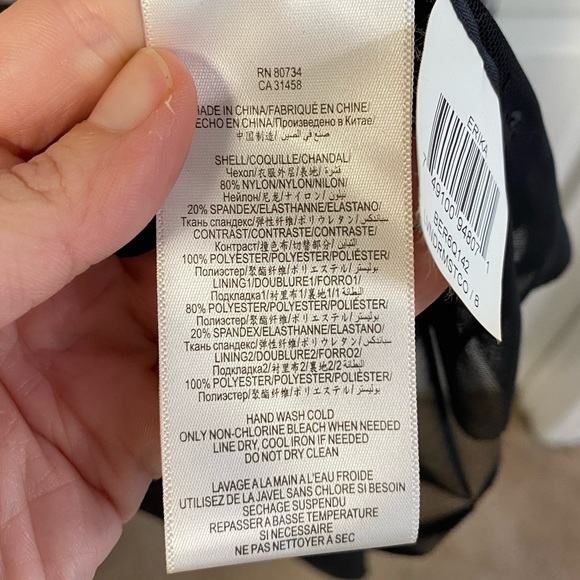 RN 80734
CA 31458
MADE IN CHINA/FABRIQUÉ EN CHINE/
HECHO EN CHINA/Произведено в Китае/
中国制造/ صنع في الصين
SHELL/COQUILLE/CHANDAL/
Чехол/衣服外层/表地/قشرة
80% NYLON/NYLON/NILON/
Нейлон/尼龙/ナイロン/نيلون
20% SPANDEX/ELASTHANNE/ELASTANO/
Ткань спандекс/弹性纤维/ポリウレタン/سباندكس
CONTRAST/CONTRASTE/CONTRASTE/
Контраст/撞色布/切替部分/التباين
100% POLYESTER/POLYESTER/POLIÉSTER/
Полиэстер/聚酯纤维/ポリエステル/بوليستر
LINING1/DOUBLURE1/FORRO1/
Подкладка1/衬里布1/裏地1/البطانة1
80% POLYESTER/POLYESTER/POLIÉSTER/
Полиэстер/聚酯纤维/ポリエステル/بوليستر
20% SPANDEX/ELASTHANNE/ELASTANO/
Ткань спандекс/弹性纤维/ポリウレタン/سباندكس
LINING2/DOUBLURE2/FORRO2/
Подкладка2/衬里布2/裏地2/البطانة2
100% POLYESTER/POLYESTER/POLIÉSTER/
Полиэстер/聚酯纤维/ポリエステル/بوليستر
HAND WASH COLD
ONLY NON-CHLORINE BLEACH WHEN NEEDED
LINE DRY, COOL IRON IF NEEDED
DO NOT DRY CLEAN
LAVAGE A LA MAIN A L'EAU FROIDE
UTILISEZ DE LA JAVEL SANS CHLORE SI BESOIN
SECHAGE SUSPENDU
REPASSER A BASSE TEMPERATURE
SI NECESSAIRE
NE PAS NETTOYER A SEC
ERIKA
7 49100 94807 1
BER6Q142
UWDRMSTCO / 8